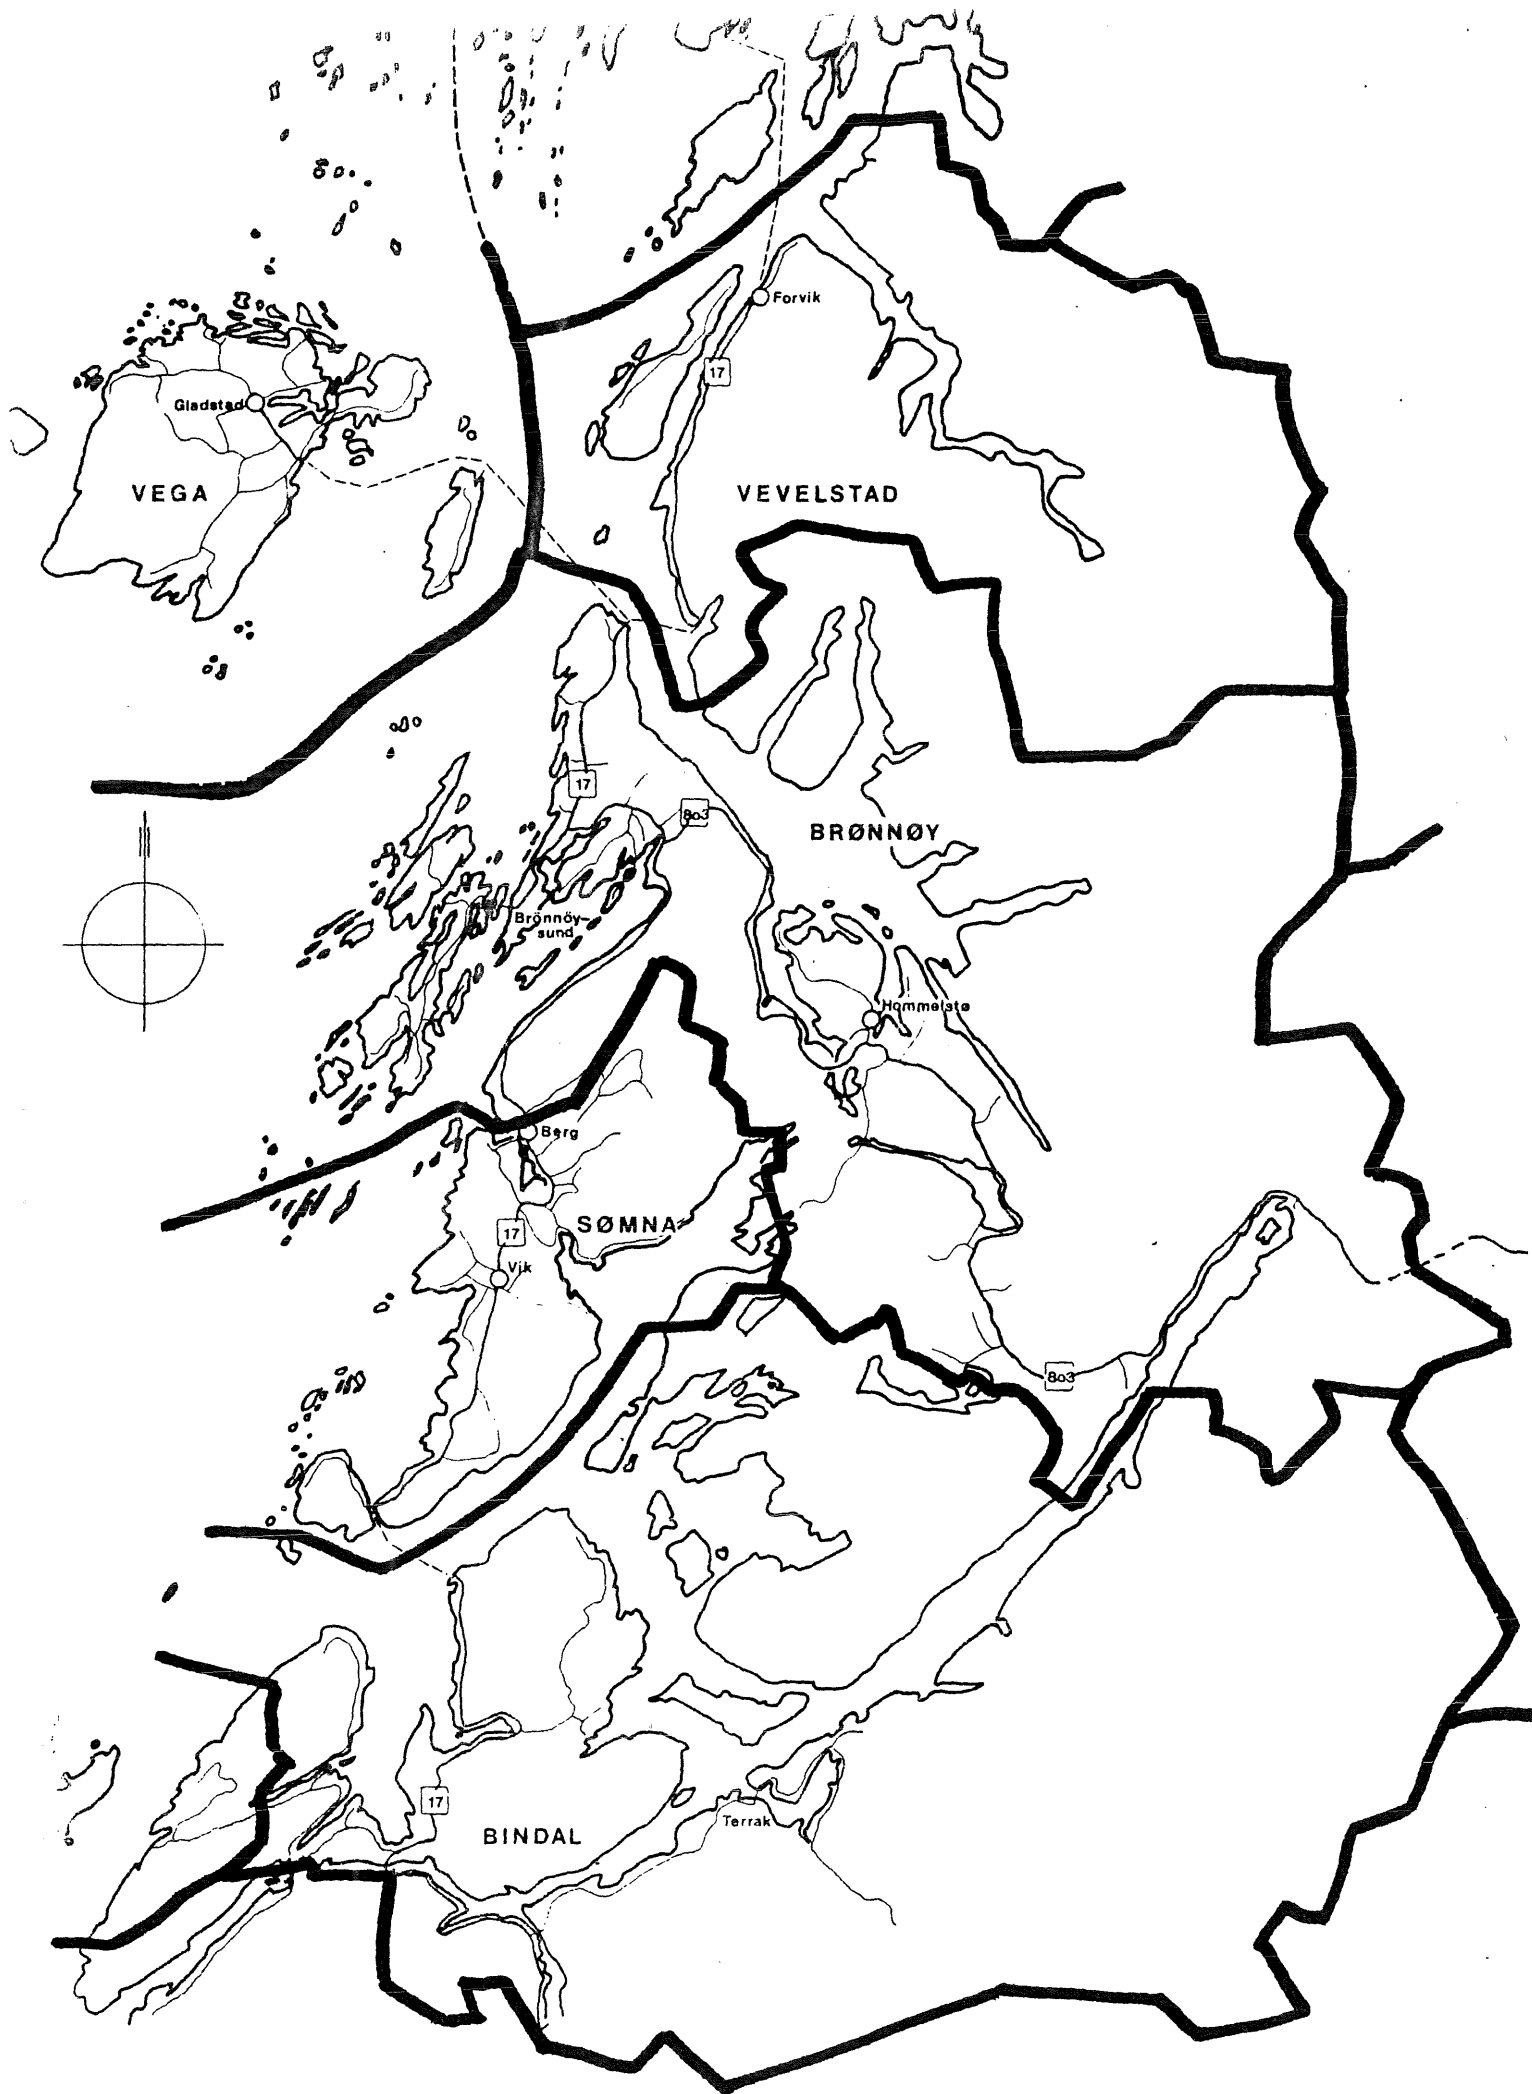 Forvik
17
Gladstad
VEGA
VEVELSTAD
17
803
BRØNNØY
Brönnöy-
sund
Hommelstø
Berg
SØMNA
17
Vik
803
17
Terrak
BINDAL